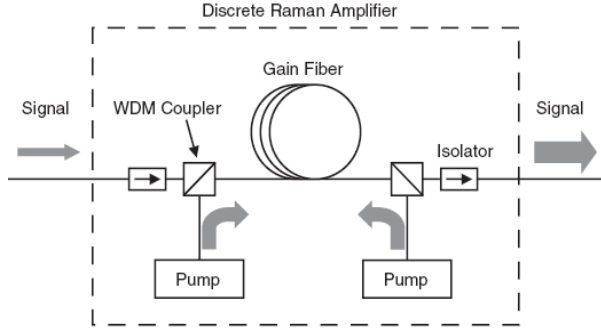 Discrete Raman Amplifier
Gain Fiber
Signal
WDM Coupler
Isolator
Signal
Pump
Pump